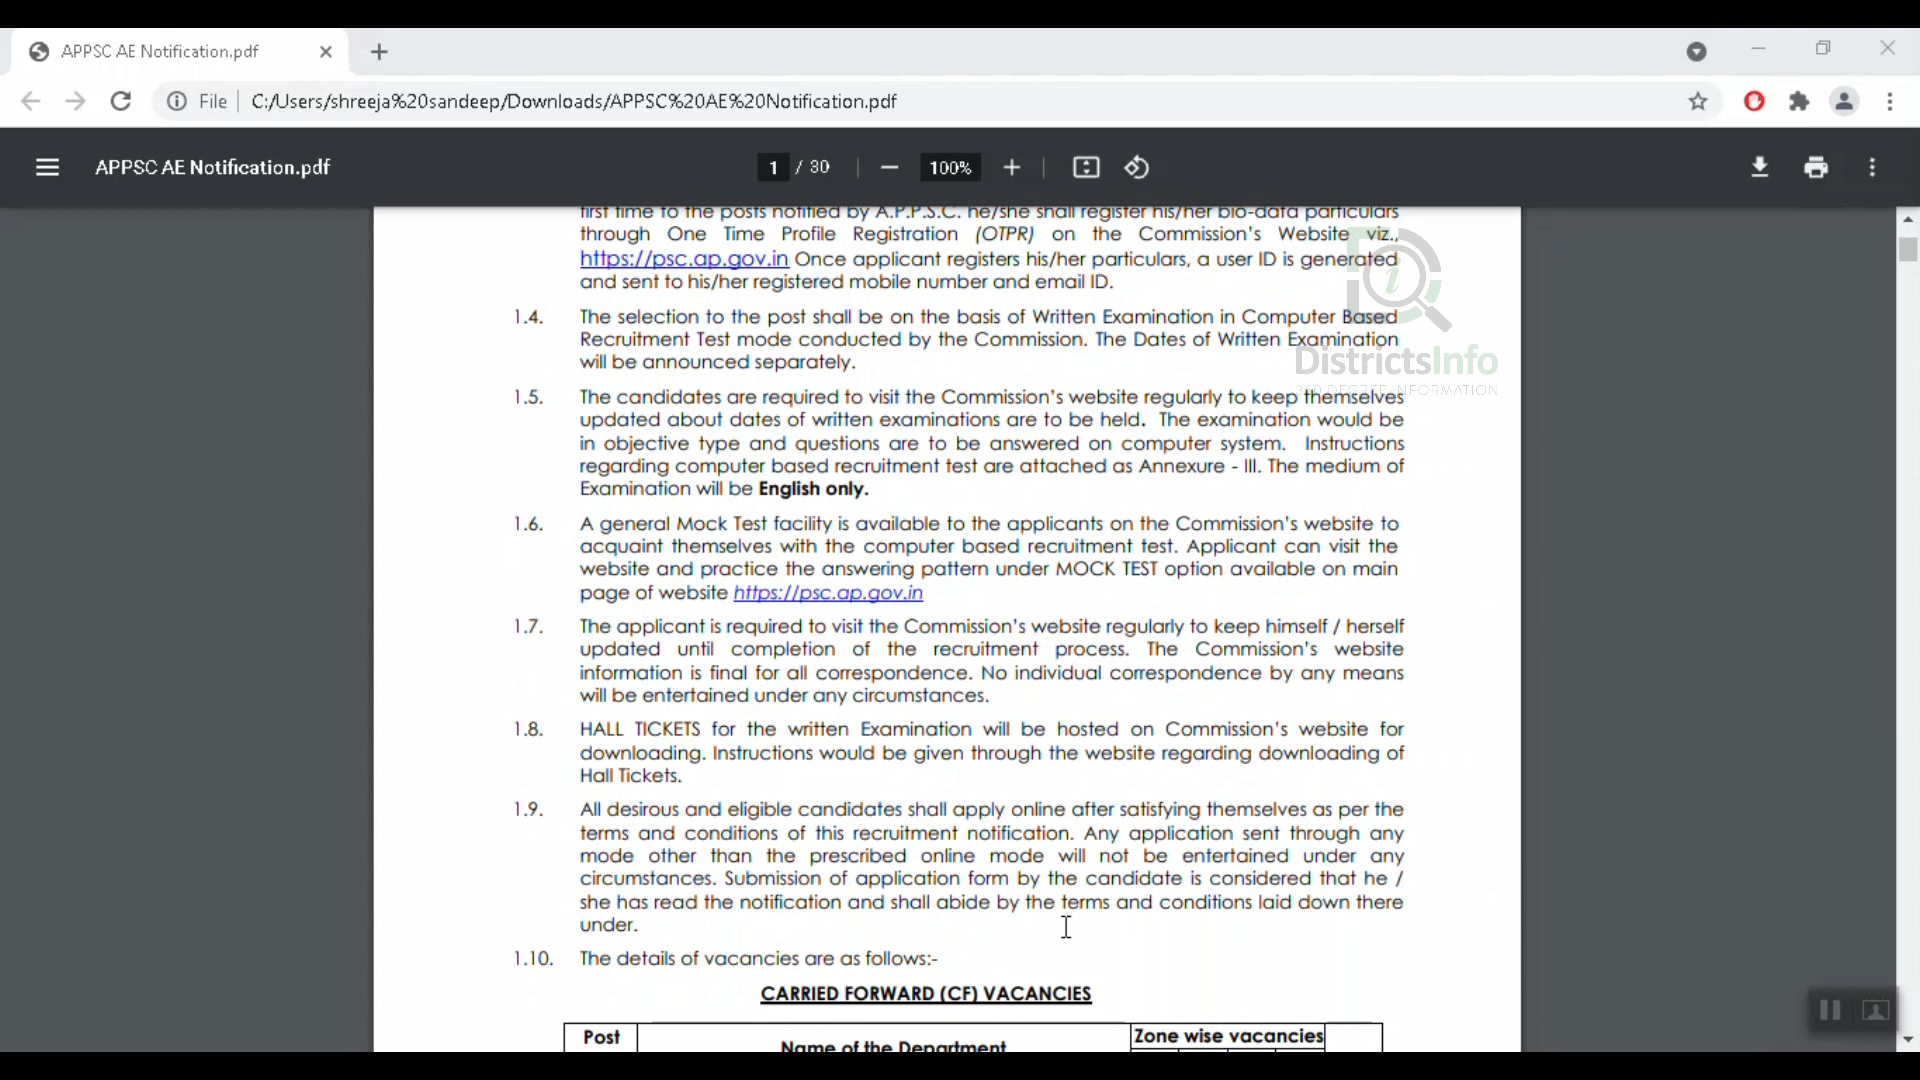 APPSC AE Notification.pdf
File
C:/Users/shreeja%20sandeep/Downloads/APPSC%20AE%20Notification.pdf
APPSC AE Notification.pdf
1 / 30
100%
first time to the posts notified by A.P.P.S.C. he/she shall register his/her bio-data particulars
through One Time Profile Registration (OTPR) on the Commission's Website viz.,
https://psc.ap.gov.in Once applicant registers his/her particulars, a user ID is generated
and sent to his/her registered mobile number and email ID.
1.4. The selection to the post shall be on the basis of Written Examination in Computer Based
Recruitment Test mode conducted by the Commission. The Dates of Written Examination
will be announced separately.
DistrictsInfo
360 DEGREE INFORMATION
1.5. The candidates are required to visit the Commission's website regularly to keep themselves
updated about dates of written examinations are to be held. The examination would be
in objective type and questions are to be answered on computer system. Instructions
regarding computer based recruitment test are attached as Annexure - III. The medium of
Examination will be English only.
1.6. A general Mock Test facility is available to the applicants on the Commission's website to
acquaint themselves with the computer based recruitment test. Applicant can visit the
website and practice the answering pattern under MOCK TEST option available on main
page of website https://psc.ap.gov.in
1.7. The applicant is required to visit the Commission's website regularly to keep himself / herself
updated until completion of the recruitment process. The Commission's website
information is final for all correspondence. No individual correspondence by any means
will be entertained under any circumstances.
1.8. HALL TICKETS for the written Examination will be hosted on Commission's website for
downloading. Instructions would be given through the website regarding downloading of
Hall Tickets.
1.9. All desirous and eligible candidates shall apply online after satisfying themselves as per the
terms and conditions of this recruitment notification. Any application sent through any
mode other than the prescribed online mode will not be entertained under any
circumstances. Submission of application form by the candidate is considered that he /
she has read the notification and shall abide by the terms and conditions laid down there
under.
1.10. The details of vacancies are as follows:-
CARRIED FORWARD (CF) VACANCIES
Post
Name of the Department
Zone wise vacancies